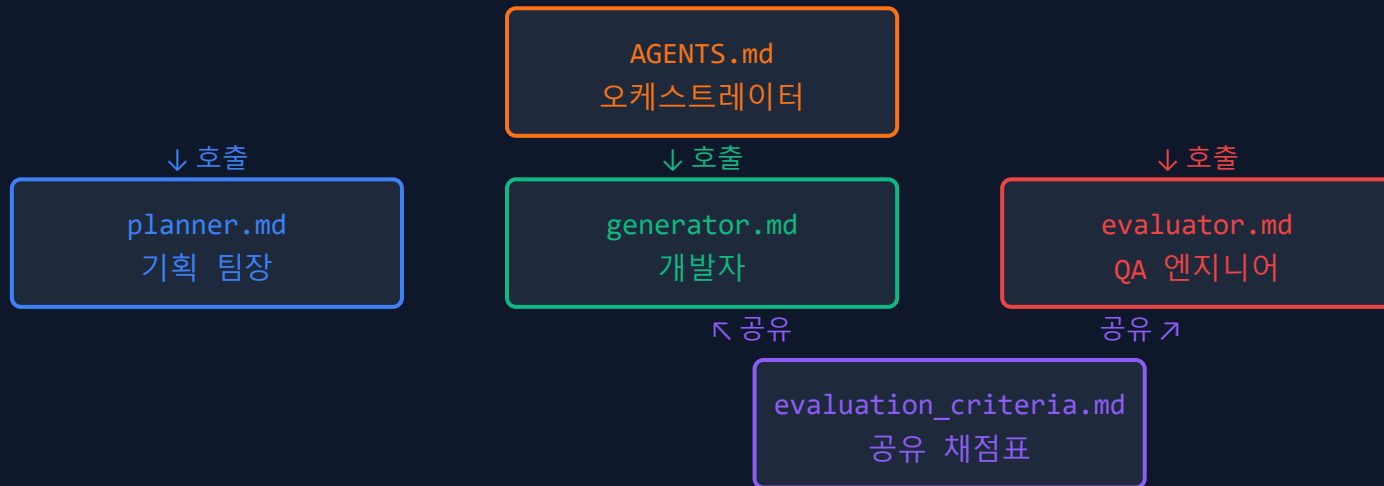 AGENTS.md
오케스트레이터
↓ 호출
↓ 호출
↓ 호출
planner.md
기획 팀장
generator.md
개발자
evaluator.md
QA 엔지니어
↖ 공유
공유 ↗
evaluation_criteria.md
공유 채점표